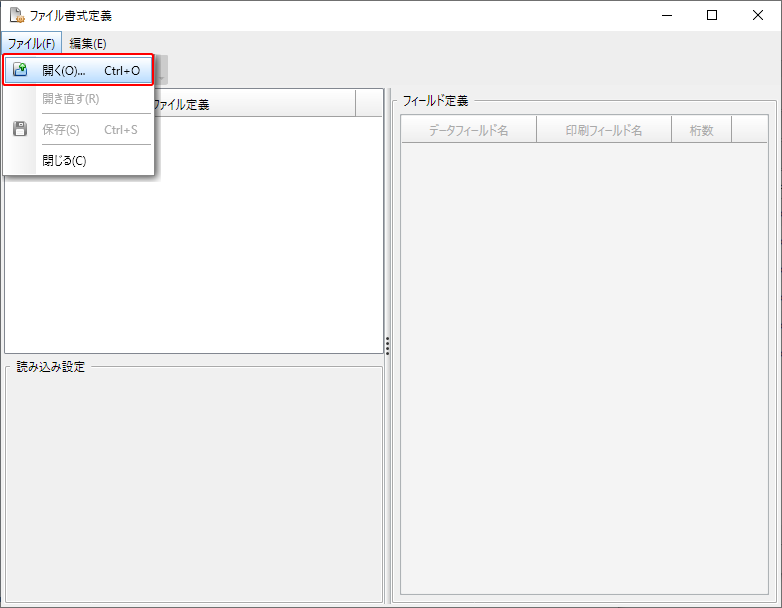 ファイル書式定義
ファイル(F) 編集(E)
開く(O)... Ctrl+O
開き直す(R)
保存(S) Ctrl+S
閉じる(C)
ファイル定義
読み込み設定
フィールド定義
データフィールド名 印刷フィールド名 桁数